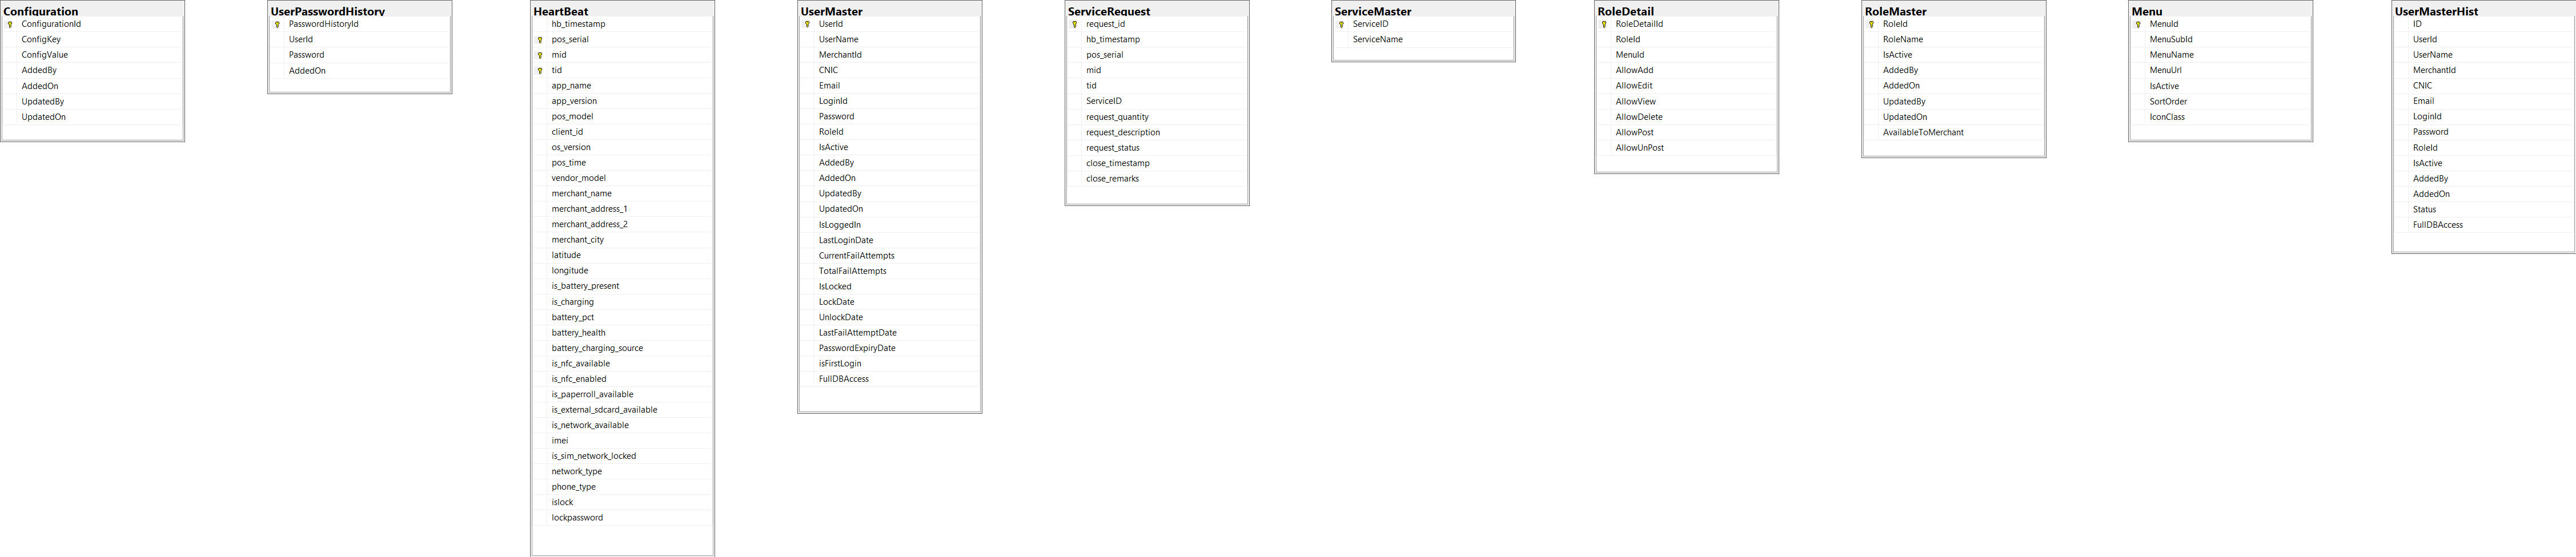 Configuration
ConfigurationId
ConfigKey
ConfigValue
AddedBy
AddedOn
UpdatedBy
UpdatedOn
UserPasswordHistory
PasswordHistoryId
UserId
Password
AddedOn
HeartBeat
hb_timestamp
pos_serial
mid
tid
app_name
app_version
pos_model
client_id
os_version
pos_time
vendor_model
merchant_name
merchant_address_1
merchant_address_2
merchant_city
latitude
longitude
is_battery_present
is_charging
battery_pct
battery_health
battery_charging_source
is_nfc_available
is_nfc_enabled
is_paperroll_available
is_external_sdcard_available
is_network_available
imei
is_sim_network_locked
network_type
phone_type
islock
lockpassword
UserMaster
UserId
UserName
MerchantId
CNIC
Email
LoginId
Password
RoleId
IsActive
AddedBy
AddedOn
UpdatedBy
UpdatedOn
IsLoggedIn
LastLoginDate
CurrentFailAttempts
TotalFailAttempts
IsLocked
LockDate
UnlockDate
LastFailAttemptDate
PasswordExpiryDate
isFirstLogin
FullDBAccess
ServiceRequest
request_id
hb_timestamp
pos_serial
mid
tid
ServiceID
request_quantity
request_description
request_status
close_timestamp
close_remarks
ServiceMaster
ServiceID
ServiceName
RoleDetail
RoleDetailId
RoleId
MenuId
AllowAdd
AllowEdit
AllowView
AllowDelete
AllowPost
AllowUnPost
RoleMaster
RoleId
RoleName
IsActive
AddedBy
AddedOn
UpdatedBy
UpdatedOn
AvailableToMerchant
Menu
MenuId
MenuSubId
MenuName
MenuUrl
IsActive
SortOrder
IconClass
UserMasterHist
ID
UserId
UserName
MerchantId
CNIC
Email
LoginId
Password
RoleId
IsActive
AddedBy
AddedOn
Status
FullDBAccess